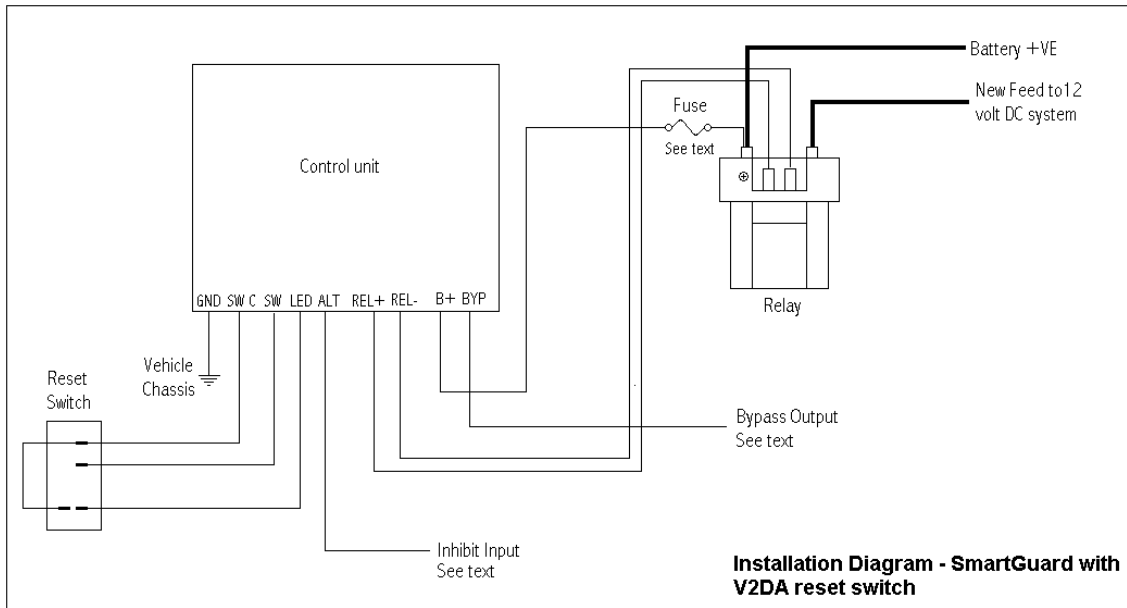 Battery +VE
New Feed to12
volt DC system
Fuse
See text
Control unit
Relay
GND SW C SW LED ALT REL+ REL- B+ BYP
Vehicle
Chassis
Reset
Switch
Bypass Output
See text
Inhibit Input
See text
Installation Diagram - SmartGuard with
V2DA reset switch